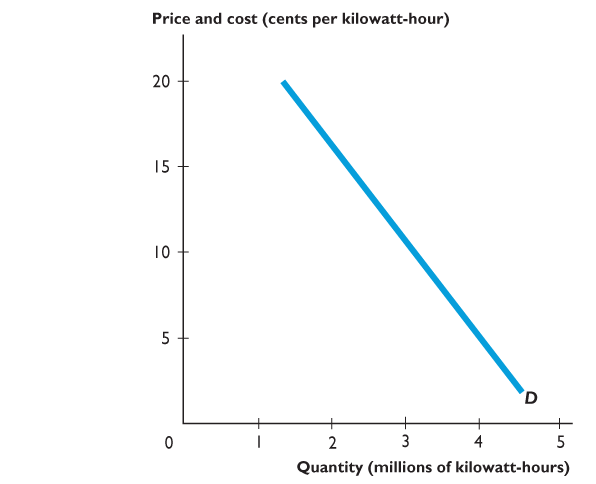 Price and cost (cents per kilowatt-hour)
20
15
10
5
D
0 1 2 3 4 5
Quantity (millions of kilowatt-hours)